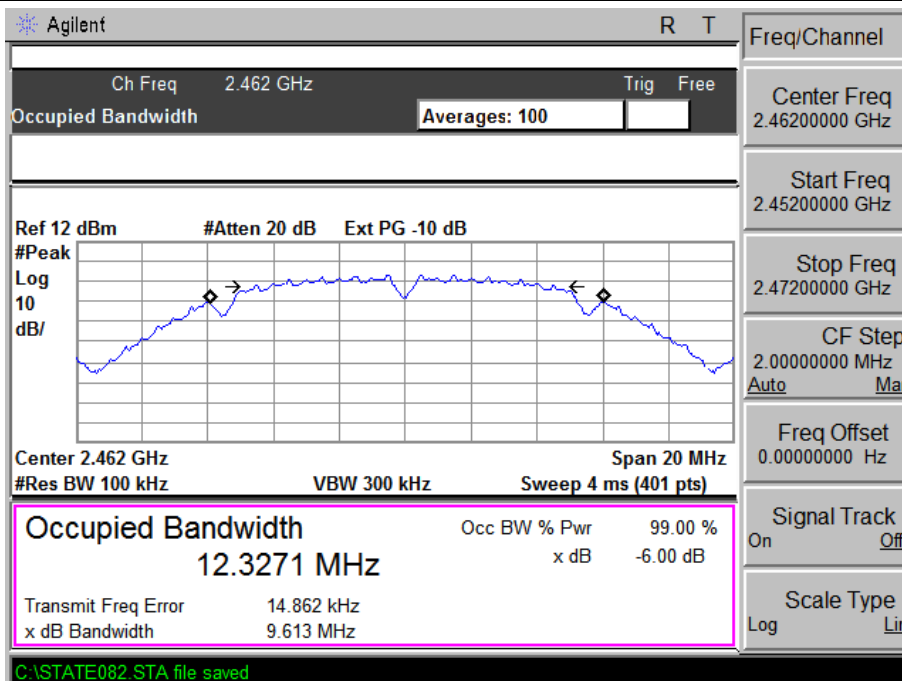 Agilent R T
Ch Freq 2.462 GHz Trig Free
Occupied Bandwidth Averages: 100
Ref 12 dBm #Atten 20 dB Ext PG -10 dB
#Peak
Log
10
dB/
Center 2.462 GHz Span 20 MHz
#Res BW 100 kHz VBW 300 kHz Sweep 4 ms (401 pts)
Occupied Bandwidth Occ BW % Pwr 99.00 %
12.3271 MHz x dB -6.00 dB
Transmit Freq Error 14.862 kHz
x dB Bandwidth 9.613 MHz
C:\STATE082.STA file saved
Freq/Channel
Center Freq
2.46200000 GHz
Start Freq
2.45200000 GHz
Stop Freq
2.47200000 GHz
CF Step
2.00000000 MHz
Auto Ma
Freq Offset
0.00000000 Hz
Signal Track
On Off
Scale Type
Log Lin